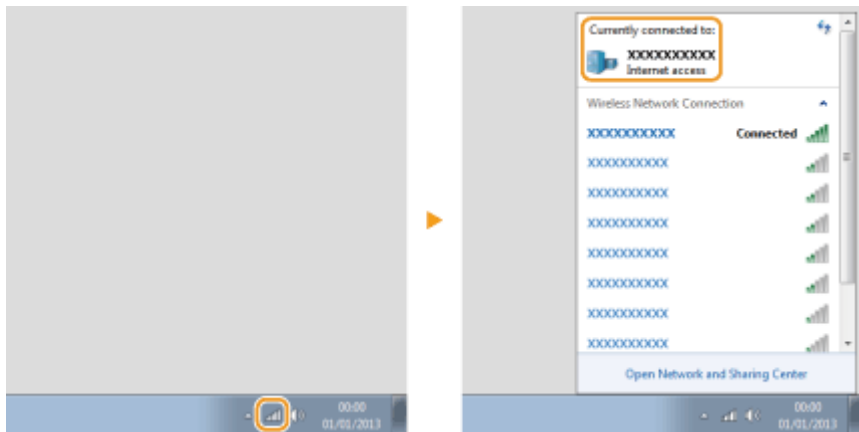 00:00
01/01/2013
Currently connected to:
XXXXXXXXXX
Internet access
Wireless Network Connection
XXXXXXXXXX Connected
XXXXXXXXXX
XXXXXXXXXX
XXXXXXXXXX
XXXXXXXXXX
XXXXXXXXXX
XXXXXXXXXX
XXXXXXXXXX
Open Network and Sharing Center
00:00
01/01/2013